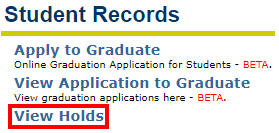 Student Records
Apply to Graduate
Online Graduation Application for Students - BETA.
View Application to Graduate
View graduation applications here - BETA.
View Holds